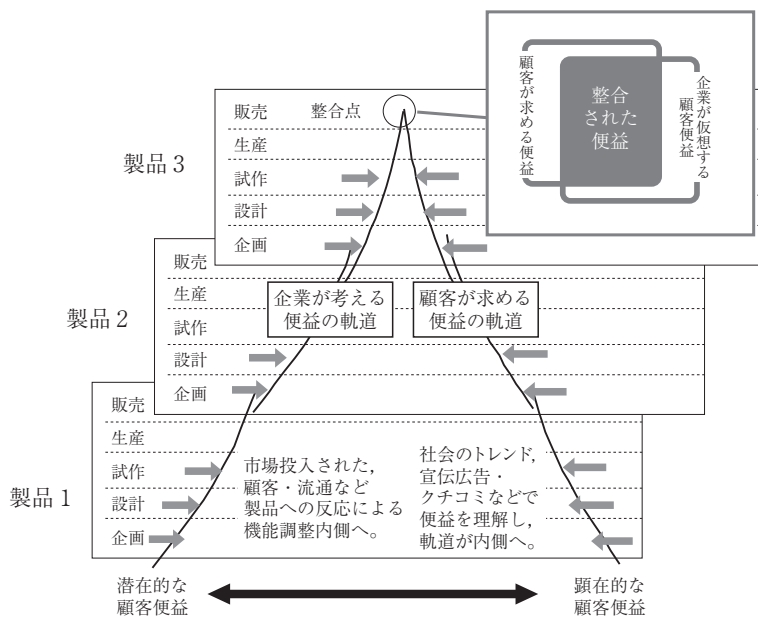 顧客が求める便益
整合
された
便益
企業が仮想する
顧客便益
製品 3
販売
整合点
生産
試作
設計
企画
製品 2
販売
生産
試作
設計
企画
企業が考える
便益の軌道
顧客が求める
便益の軌道
製品 1
販売
生産
試作
設計
企画
市場投入された,
顧客・流通など
製品への反応による
機能調整内側へ。
社会のトレンド,
宣伝広告・
クチコミなどで
便益を理解し,
軌道が内側へ。
潜在的な
顧客便益
顕在的な
顧客便益